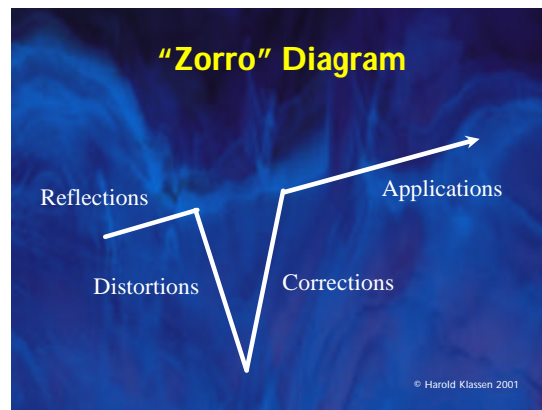 “Zorro” Diagram
Reflections
Applications
Distortions
Corrections
© Harold Klassen 2001